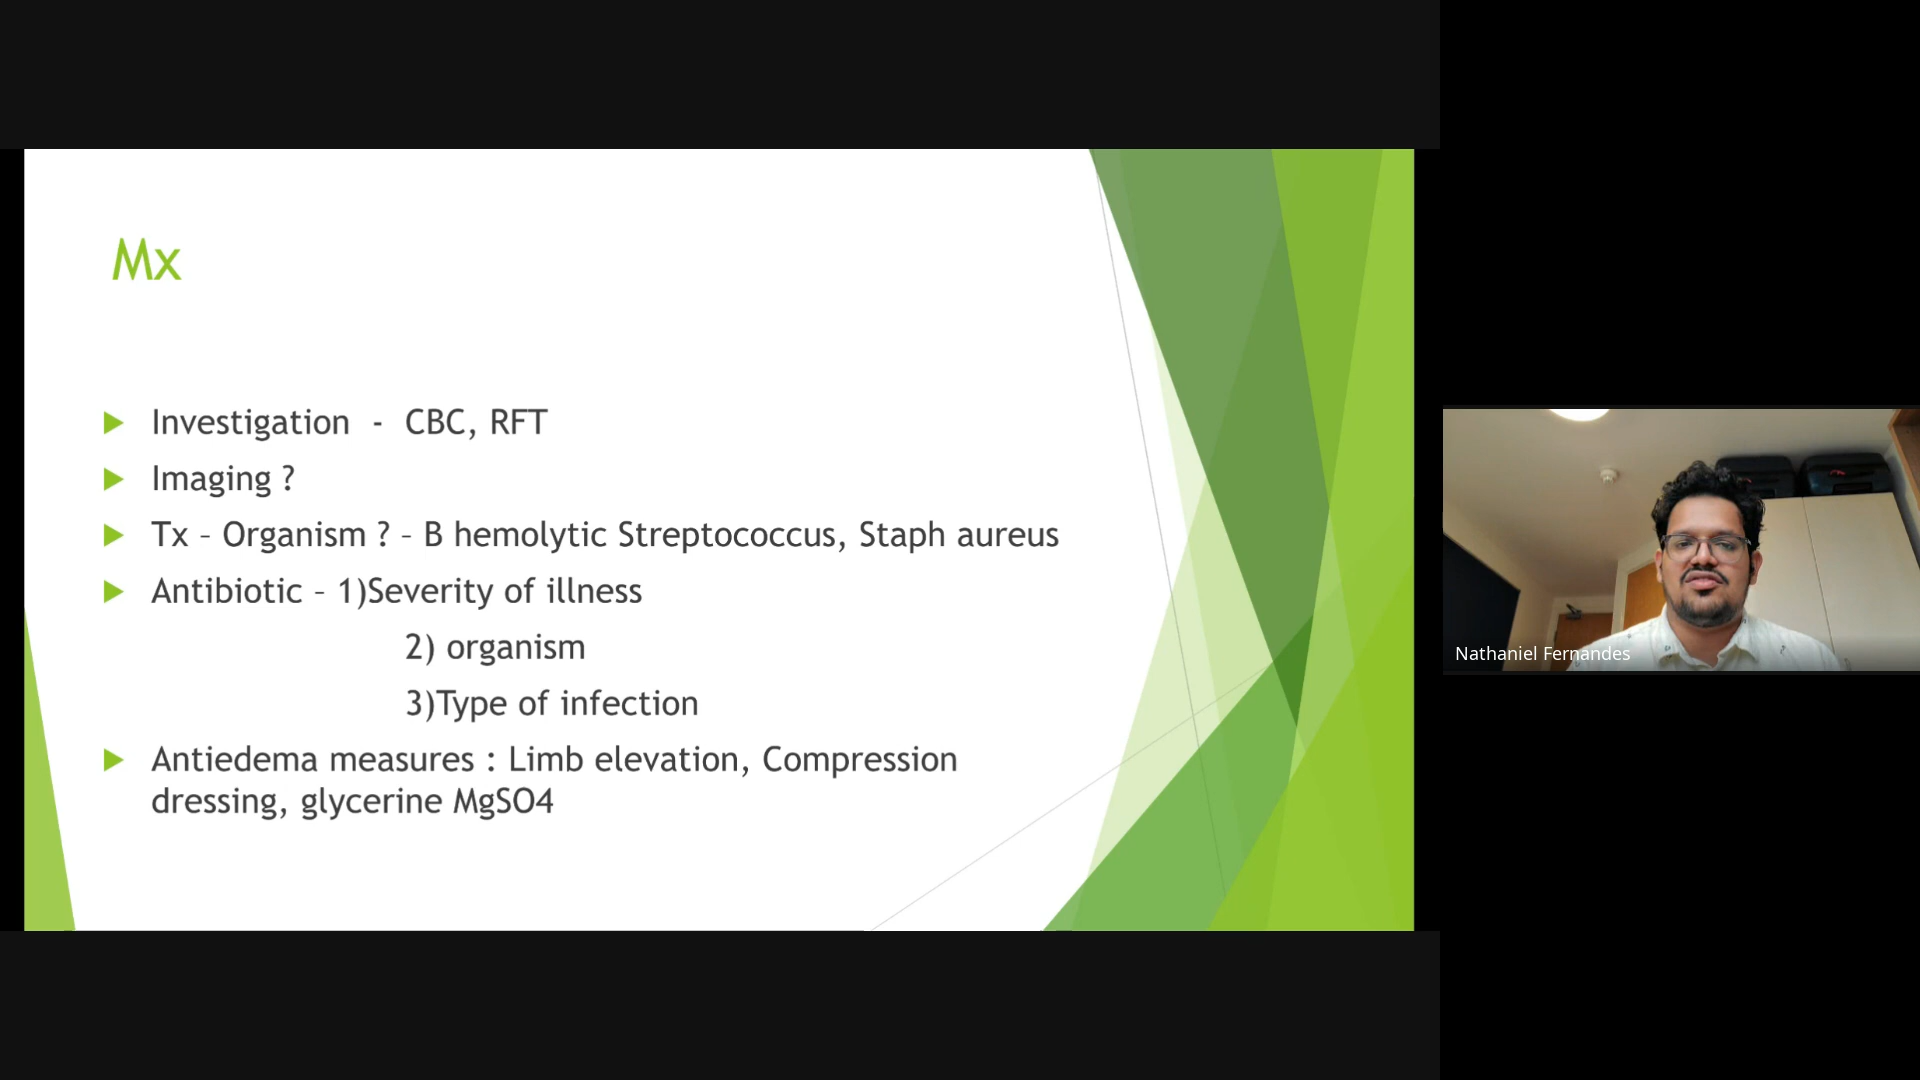 Mx
Investigation - CBC, RFT
Imaging ?
Tx – Organism ? – B hemolytic Streptococcus, Staph aureus
Antibiotic – 1)Severity of illness
2) organism
3)Type of infection
Antiedema measures : Limb elevation, Compression
dressing, glycerine MgSO4
Nathaniel Fernandes